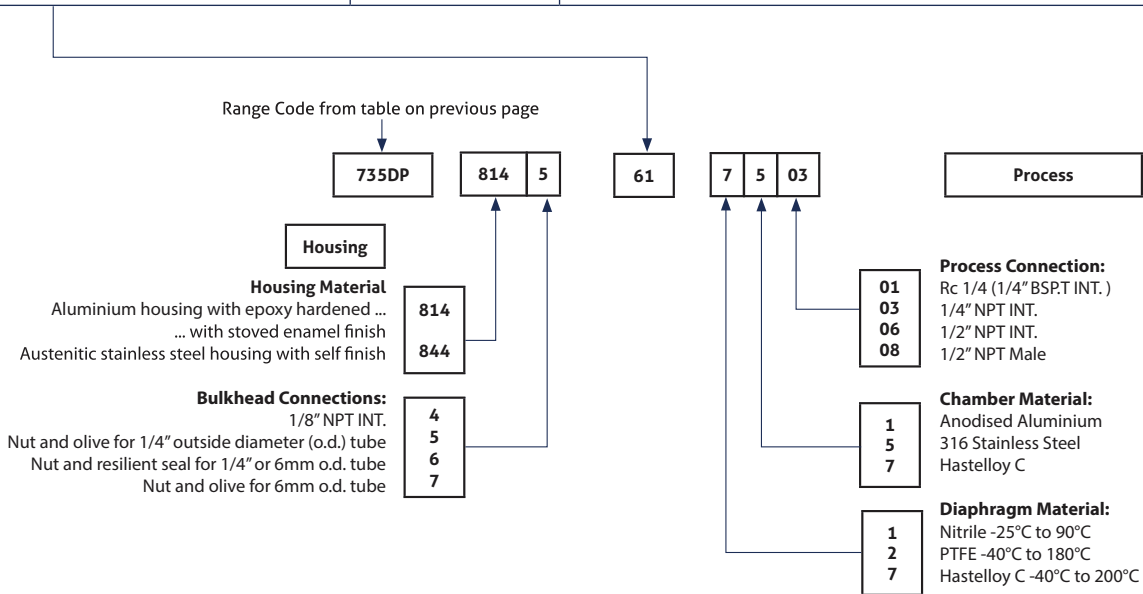 Range Code from table on previous page
735DP 814 5 61 7 5 03 Process
Housing
Housing Material
Aluminium housing with epoxy hardened ... 814
... with stoved enamel finish
Austenitic stainless steel housing with self finish 844
Bulkhead Connections:
1/8” NPT INT. 4
Nut and olive for 1/4” outside diameter (o.d.) tube 5
Nut and resilient seal for 1/4” or 6mm o.d. tube 6
Nut and olive for 6mm o.d. tube 7
Process Connection:
01 Rc 1/4 (1/4” BSP.T INT. )
03 1/4” NPT INT.
06 1/2” NPT INT.
08 1/2” NPT Male
Chamber Material:
1 Anodised Aluminium
5 316 Stainless Steel
7 Hastelloy C
Diaphragm Material:
1 Nitrile -25°C to 90°C
2 PTFE -40°C to 180°C
7 Hastelloy C -40°C to 200°C